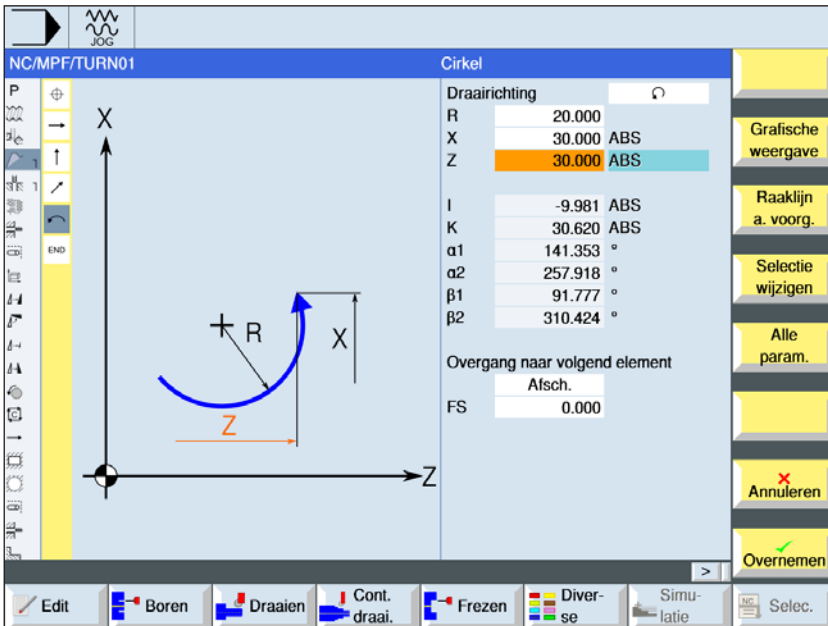 JOG
NC/MPF/TURN01
Cirkel
P
1
1
END
X
R
X
Z
Z
Draairichting
R 20.000
X 30.000 ABS
Z 30.000 ABS
I -9.981 ABS
K 30.620 ABS
α1 141.353 °
α2 257.918 °
β1 91.777 °
β2 310.424 °
Overgang naar volgend element
Afsch.
FS 0.000
Grafische
weergave
Raaklijn
a. voorg.
Selectie
wijzigen
Alle
param.
Annuleren
Overnemen
>
Edit
Boren
Draaien
Cont.
draai.
Frezen
Diver-
se
Simu-
latie
NC
Selec.